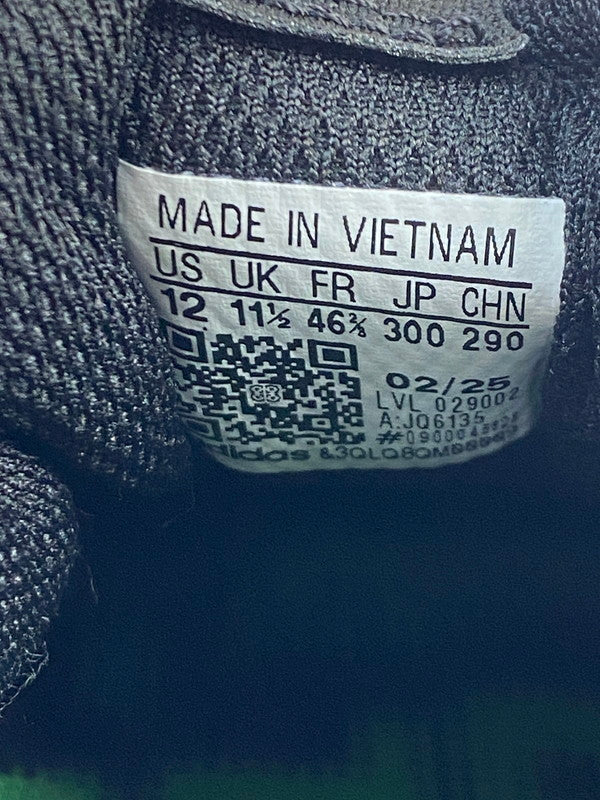 MADE IN VIETNAM
US UK FR JP CHN
12 11½ 46⅔ 300 290
02/25
LVL 029002
A:JQ6135
adidas